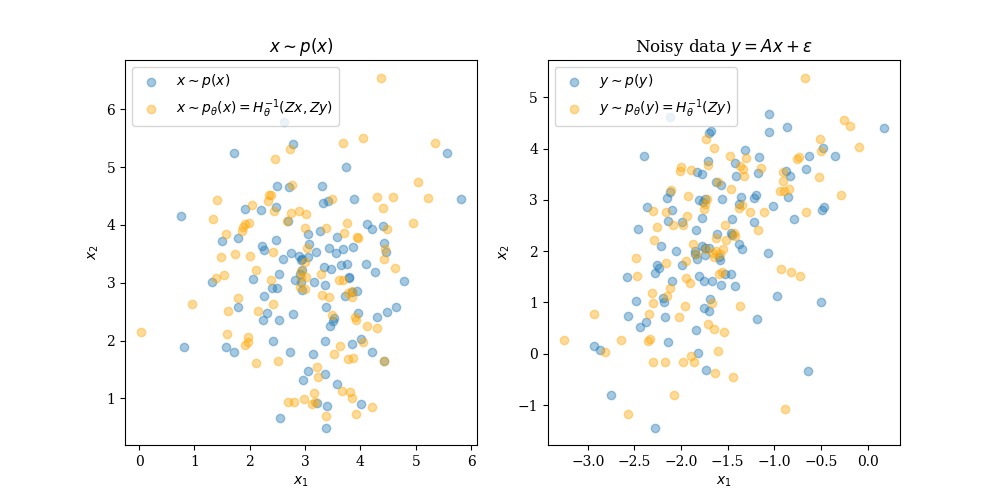 x ∼ p(x)
x ∼ p(x)
x ∼ p_θ(x) = H_θ^{-1}(Zx, Zy)
x_2
6
5
4
3
2
1
0 1 2 3 4 5 6
x_1
Noisy data y = Ax + ε
y ∼ p(y)
y ∼ p_θ(y) = H_θ^{-1}(Zy)
x_2
5
4
3
2
1
0
−1
−3.0 −2.5 −2.0 −1.5 −1.0 −0.5 0.0
x_1